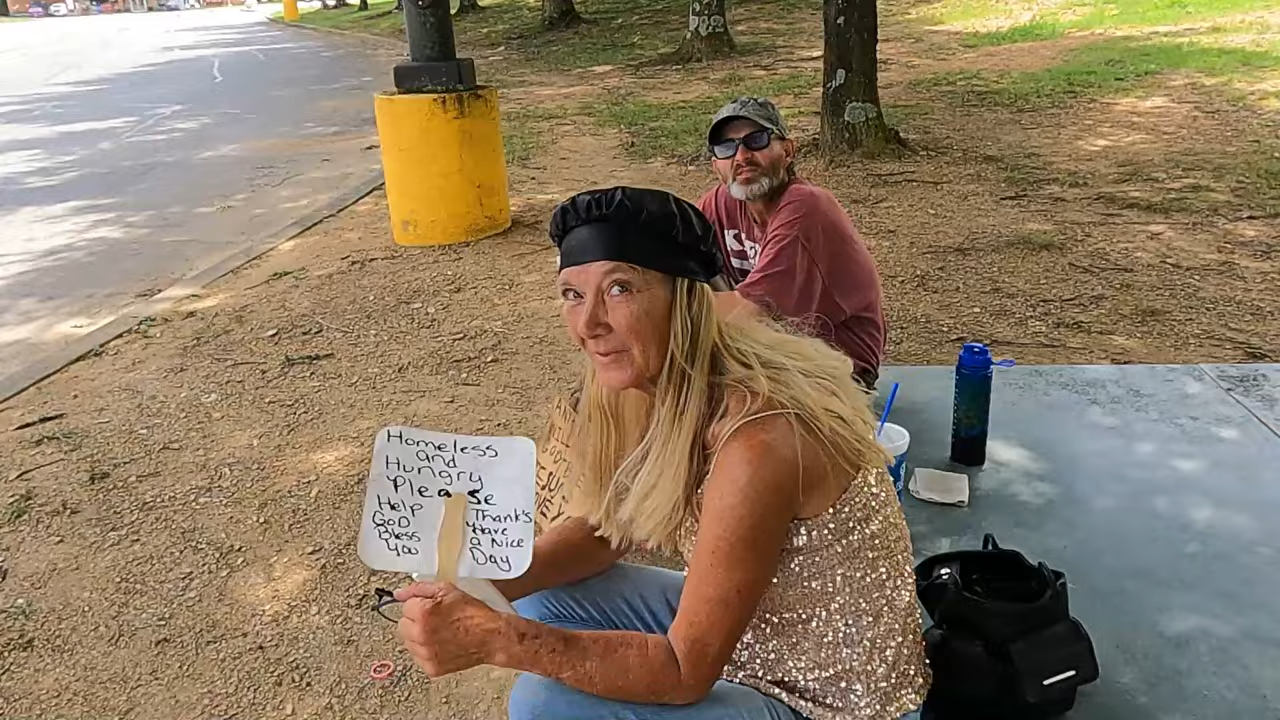 Homeless
and
Hungry
Please
Help
God
Bless
You
Thank's
Have
a Nice
Day